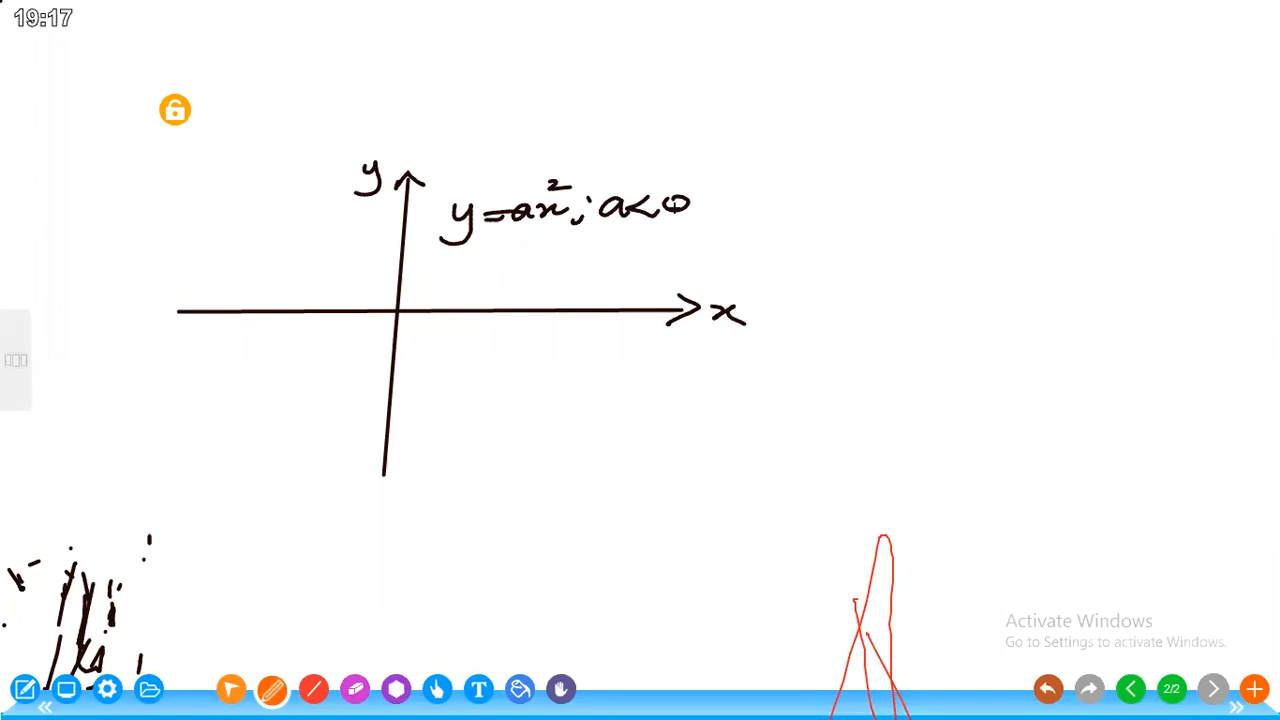 19:17
y
y=ax²; a<0
x
Activate Windows
Go to Settings to activate Windows.
T
2/2